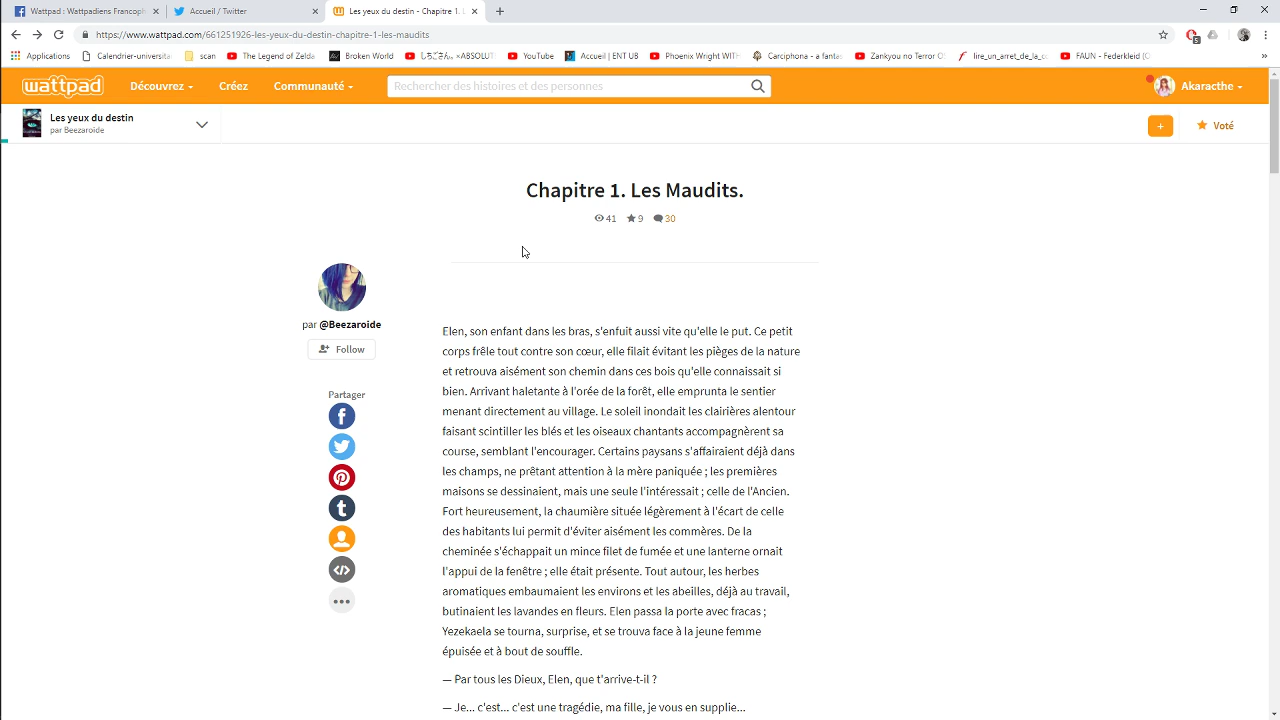 Wattpad : Wattpadiens Francoph
Accueil / Twitter
Les yeux du destin - Chapitre 1. L
https://www.wattpad.com/661251926-les-yeux-du-destin-chapitre-1-les-maudits
Applications
Calendrier-universita
scan
The Legend of Zelda
Broken World
しちごさん×ABSOLUT
YouTube
Accueil | ENT UB
Phoenix Wright WITH
Carciphona - a fantas
Zankyou no Terror OS
lire_un_arret_de_la_co
FAUN - Federkleid (O
»
wattpad
Découvrez
Créez
Communauté
Rechercher des histoires et des personnes
Akaracthe
Les yeux du destin
par Beezaroide
+
Voté
Chapitre 1. Les Maudits.
41
9
30
par @Beezaroide
Follow
Partager
Elen, son enfant dans les bras, s'enfuit aussi vite qu'elle le put. Ce petit
corps frêle tout contre son cœur, elle filait évitant les pièges de la nature
et retrouva aisément son chemin dans ces bois qu'elle connaissait si
bien. Arrivant haletante à l'orée de la forêt, elle emprunta le sentier
menant directement au village. Le soleil inondait les clairières alentour
faisant scintiller les blés et les oiseaux chantants accompagnèrent sa
course, semblant l'encourager. Certains paysans s'affairaient déjà dans
les champs, ne prêtant attention à la mère paniquée ; les premières
maisons se dessinaient, mais une seule l'intéressait ; celle de l'Ancien.
Fort heureusement, la chaumière située légèrement à l'écart de celle
des habitants lui permit d'éviter aisément les commères. De la
cheminée s'échappait un mince filet de fumée et une lanterne ornait
l'appui de la fenêtre ; elle était présente. Tout autour, les herbes
aromatiques embaumaient les environs et les abeilles, déjà au travail,
butinaient les lavandes en fleurs. Elen passa la porte avec fracas ;
Yezekaela se tourna, surprise, et se trouva face à la jeune femme
épuisée et à bout de souffle.
— Par tous les Dieux, Elen, que t'arrive-t-il ?
— Je... c'est... c'est une tragédie, ma fille, je vous en supplie...